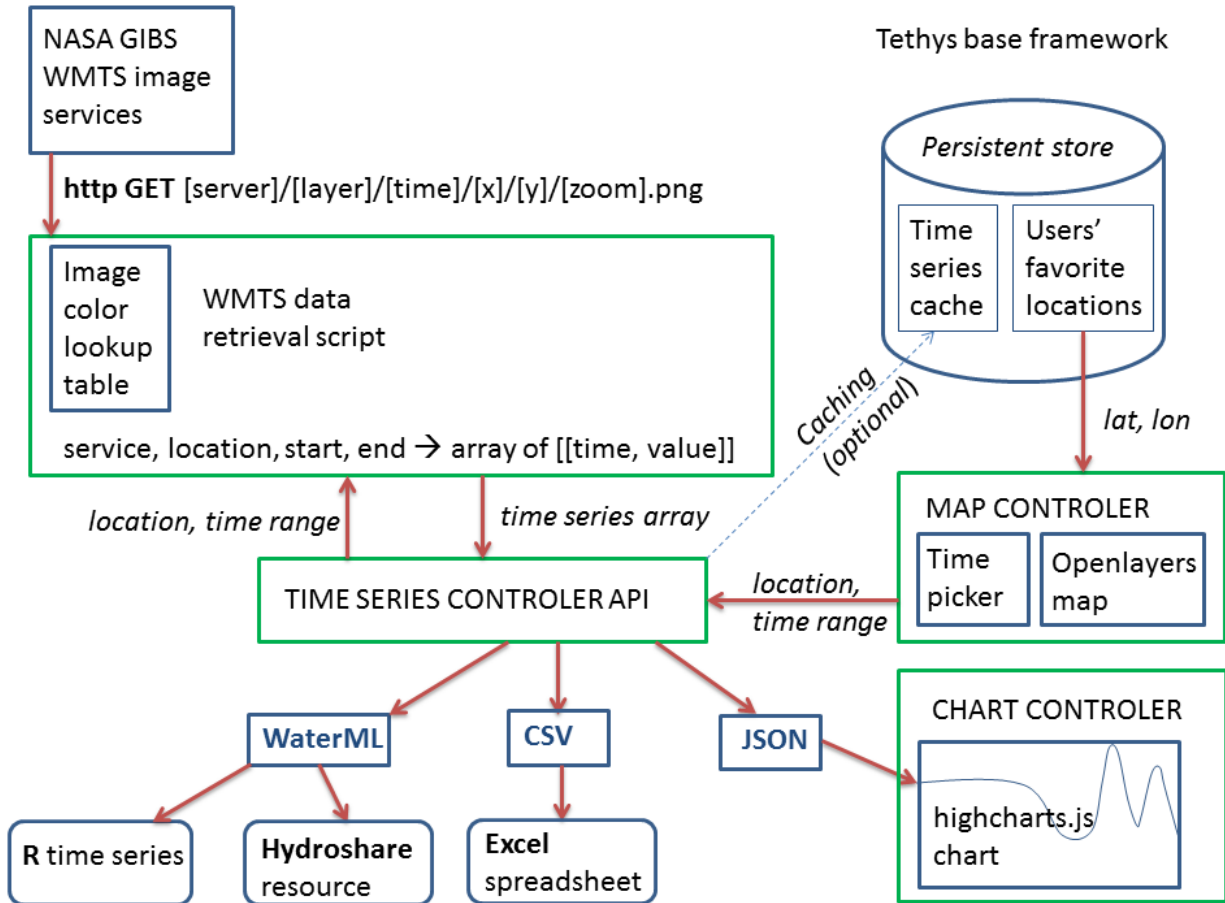 NASA GIBS
WMTS image
services
Tethys base framework
Persistent store
Time
series
cache
Users’
favorite
locations
http GET [server]/[layer]/[time]/[x]/[y]/[zoom].png
Image
color
lookup
table
WMTS data
retrieval script
service, location, start, end → array of [[time, value]]
Caching
(optional)
lat, lon
location, time range
time series array
MAP CONTROLER
Time
picker
Openlayers
map
location,
time range
TIME SERIES CONTROLER API
WaterML
CSV
JSON
CHART CONTROLER
highcharts.js
chart
R time series
Hydroshare
resource
Excel
spreadsheet